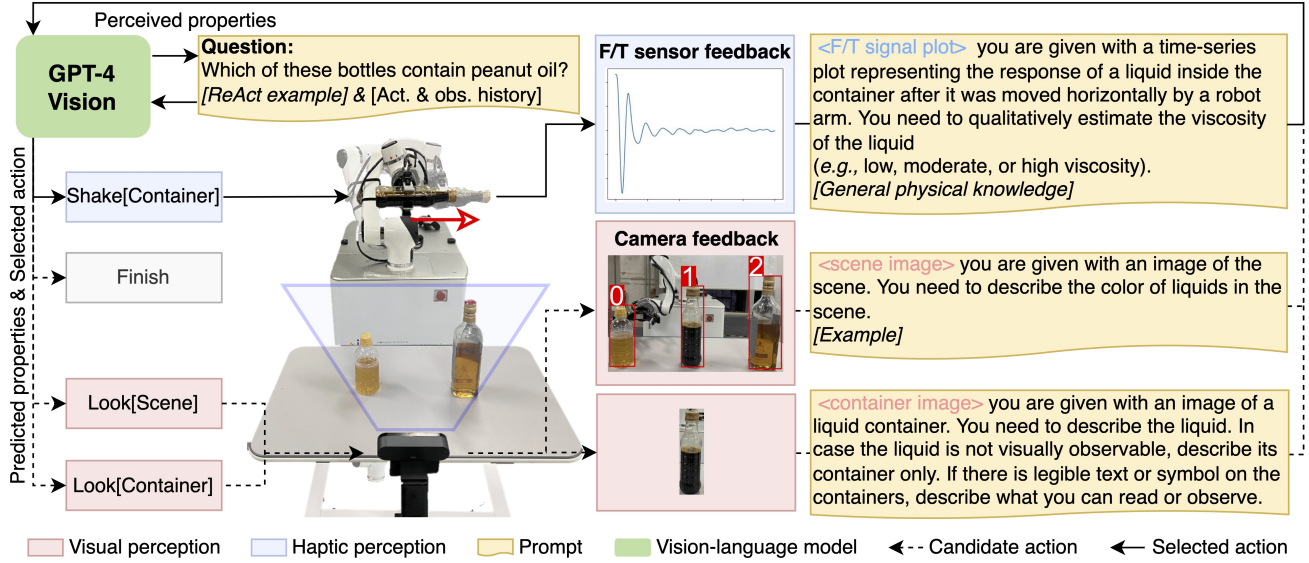 Perceived properties
GPT-4
Vision
Question:
Which of these bottles contain peanut oil?
[ReAct example] & [Act. & obs. history]
Predicted properties & Selected action
Shake[Container]
Finish
Look[Scene]
Look[Container]
F/T sensor feedback
Camera feedback
0
1
2
<F/T signal plot> you are given with a time-series
plot representing the response of a liquid inside the
container after it was moved horizontally by a robot
arm. You need to qualitatively estimate the viscosity
of the liquid
(e.g., low, moderate, or high viscosity).
[General physical knowledge]
<scene image> you are given with an image of the
scene. You need to describe the color of liquids in the
scene.
[Example]
<container image> you are given with an image of a
liquid container. You need to describe the liquid. In
case the liquid is not visually observable, describe its
container only. If there is legible text or symbol on the
containers, describe what you can read or observe.
Visual perception
Haptic perception
Prompt
Vision-language model
Candidate action
Selected action